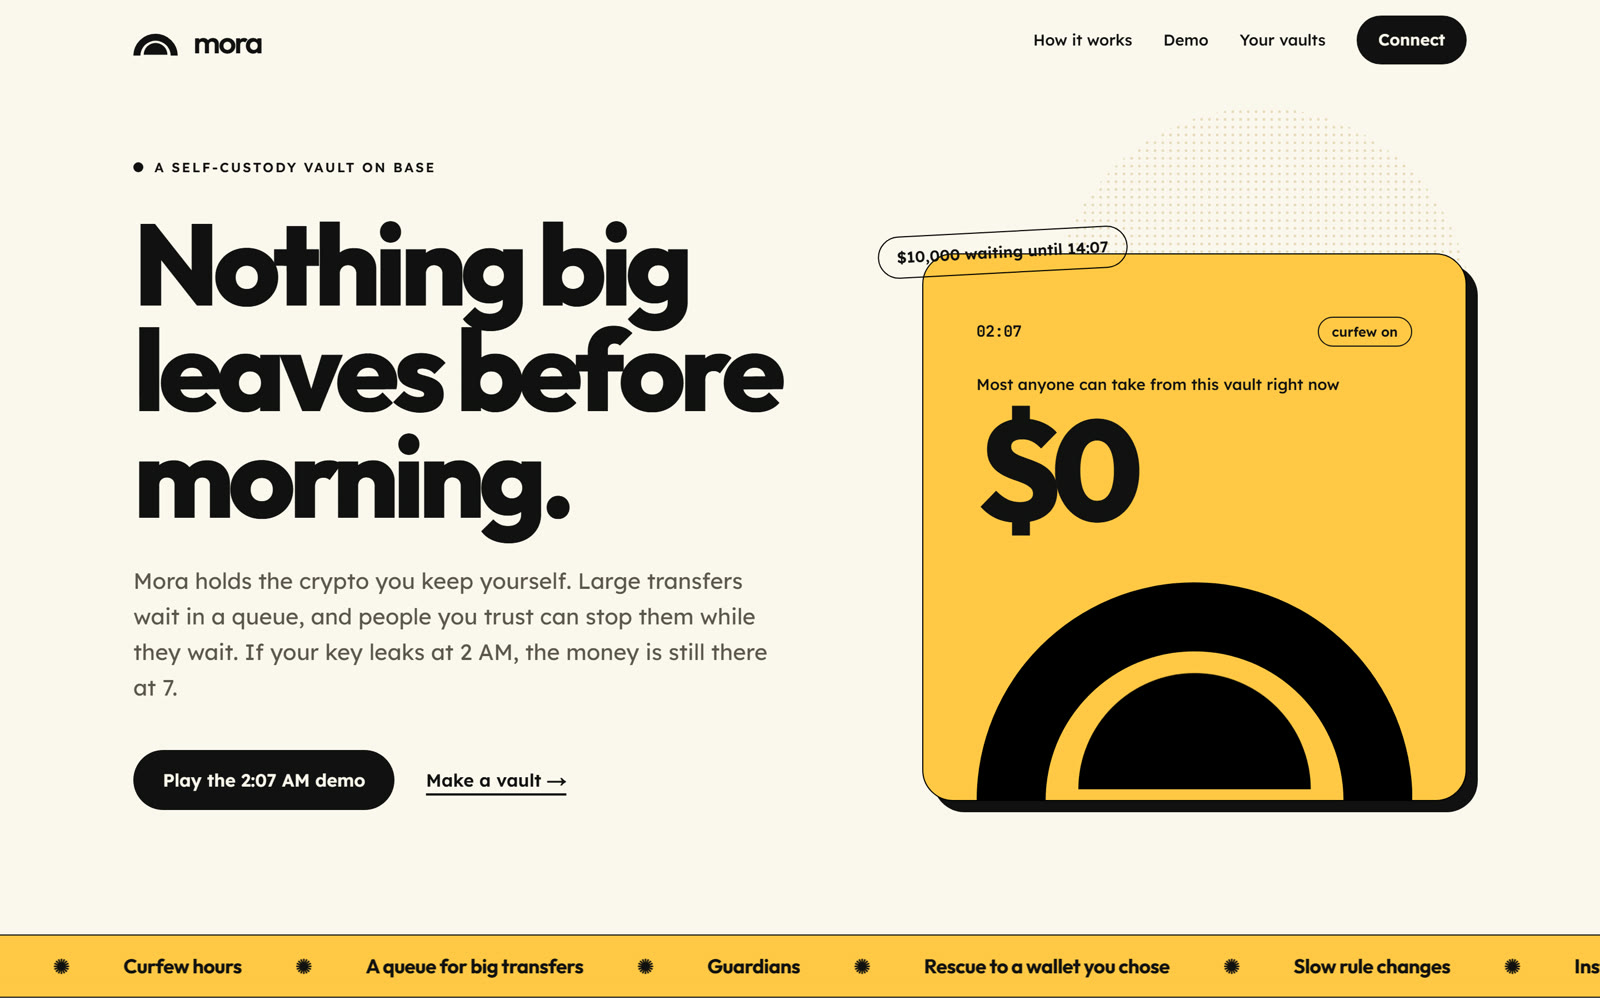 mora
How it works
Demo
Your vaults
Connect
A SELF-CUSTODY VAULT ON BASE
Nothing big
leaves before
morning.
Mora holds the crypto you keep yourself. Large transfers
wait in a queue, and people you trust can stop them while
they wait. If your key leaks at 2 AM, the money is still there
at 7.
Play the 2:07 AM demo
Make a vault →
$10,000 waiting until 14:07
02:07
curfew on
Most anyone can take from this vault right now
$0
Curfew hours
A queue for big transfers
Guardians
Rescue to a wallet you chose
Slow rule changes